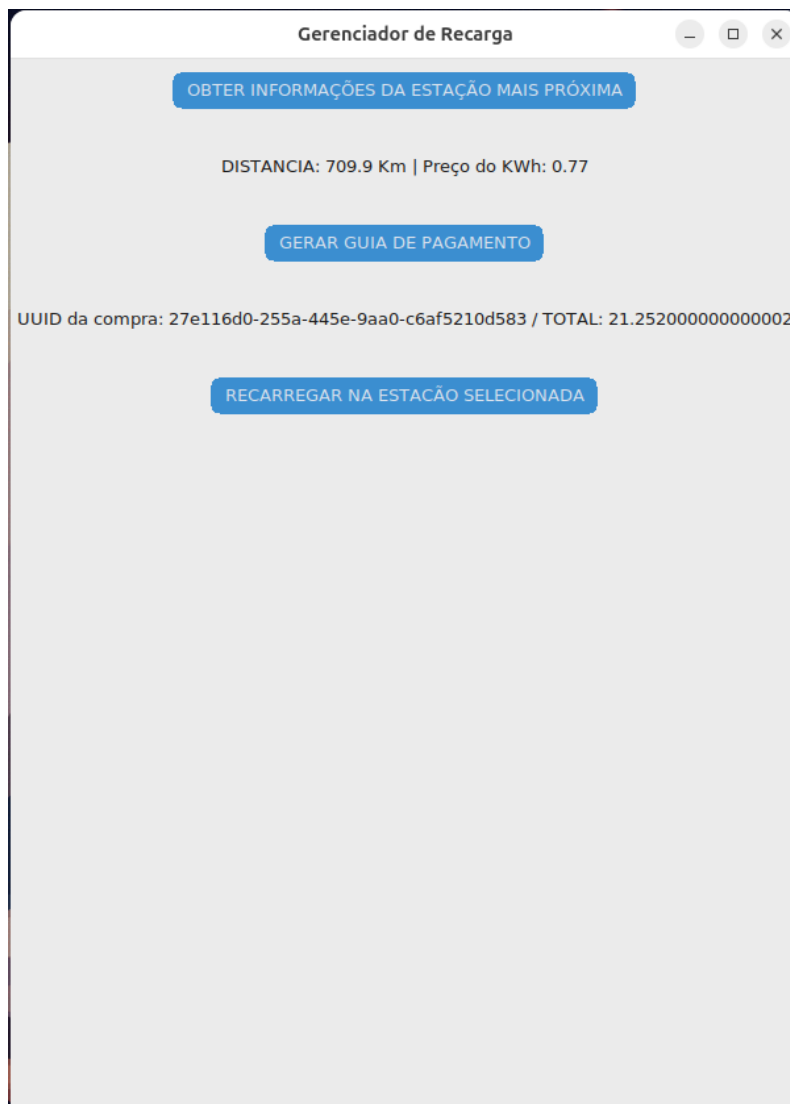 Gerenciador de Recarga
OBTER INFORMAÇÕES DA ESTAÇÃO MAIS PRÓXIMA
DISTANCIA: 709.9 Km | Preço do KWh: 0.77
GERAR GUIA DE PAGAMENTO
UUID da compra: 27e116d0-255a-445e-9aa0-c6af5210d583 / TOTAL: 21.252000000000002
RECARREGAR NA ESTACÃO SELECIONADA